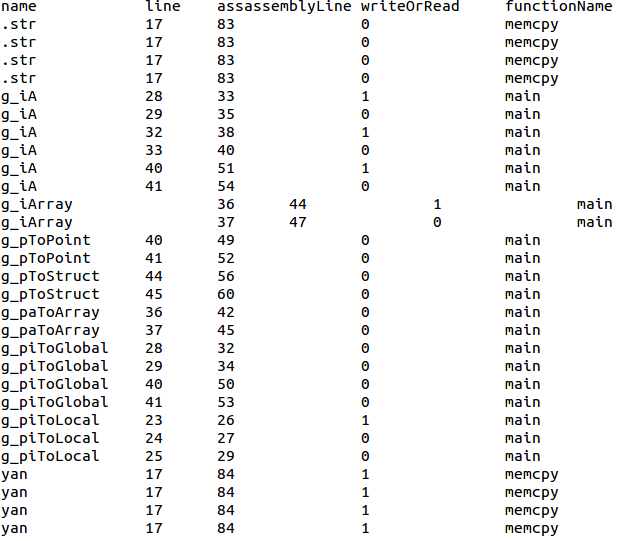 name line assassemblyLine writeOrRead functionName
.str 17 83 0 memcpy
.str 17 83 0 memcpy
.str 17 83 0 memcpy
.str 17 83 0 memcpy
g_iA 28 33 1 main
g_iA 29 35 0 main
g_iA 32 38 1 main
g_iA 33 40 0 main
g_iA 40 51 1 main
g_iA 41 54 0 main
g_iArray 36 44 1 main
g_iArray 37 47 0 main
g_pToPoint 40 49 0 main
g_pToPoint 41 52 0 main
g_pToStruct 44 56 0 main
g_pToStruct 45 60 0 main
g_paToArray 36 42 0 main
g_paToArray 37 45 0 main
g_piToGlobal 28 32 0 main
g_piToGlobal 29 34 0 main
g_piToGlobal 40 50 0 main
g_piToGlobal 41 53 0 main
g_piToLocal 23 26 1 main
g_piToLocal 24 27 0 main
g_piToLocal 25 29 0 main
yan 17 84 1 memcpy
yan 17 84 1 memcpy
yan 17 84 1 memcpy
yan 17 84 1 memcpy